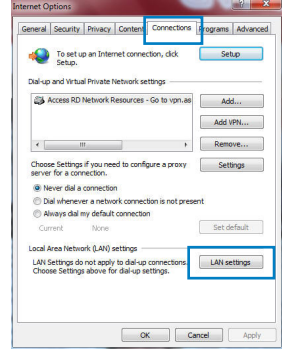 Internet Options
General Security Privacy Content Connections Programs Advanced
To set up an Internet connection, click Setup.
Setup
Dial-up and Virtual Private Network settings
Access RD Network Resources - Go to vpn.as
Add...
Add VPN...
Remove...
Choose Settings if you need to configure a proxy server for a connection.
Settings
Never dial a connection
Dial whenever a network connection is not present
Always dial my default connection
Current None
Set default
Local Area Network (LAN) settings
LAN Settings do not apply to dial-up connections. Choose Settings above for dial-up settings.
LAN settings
OK Cancel Apply